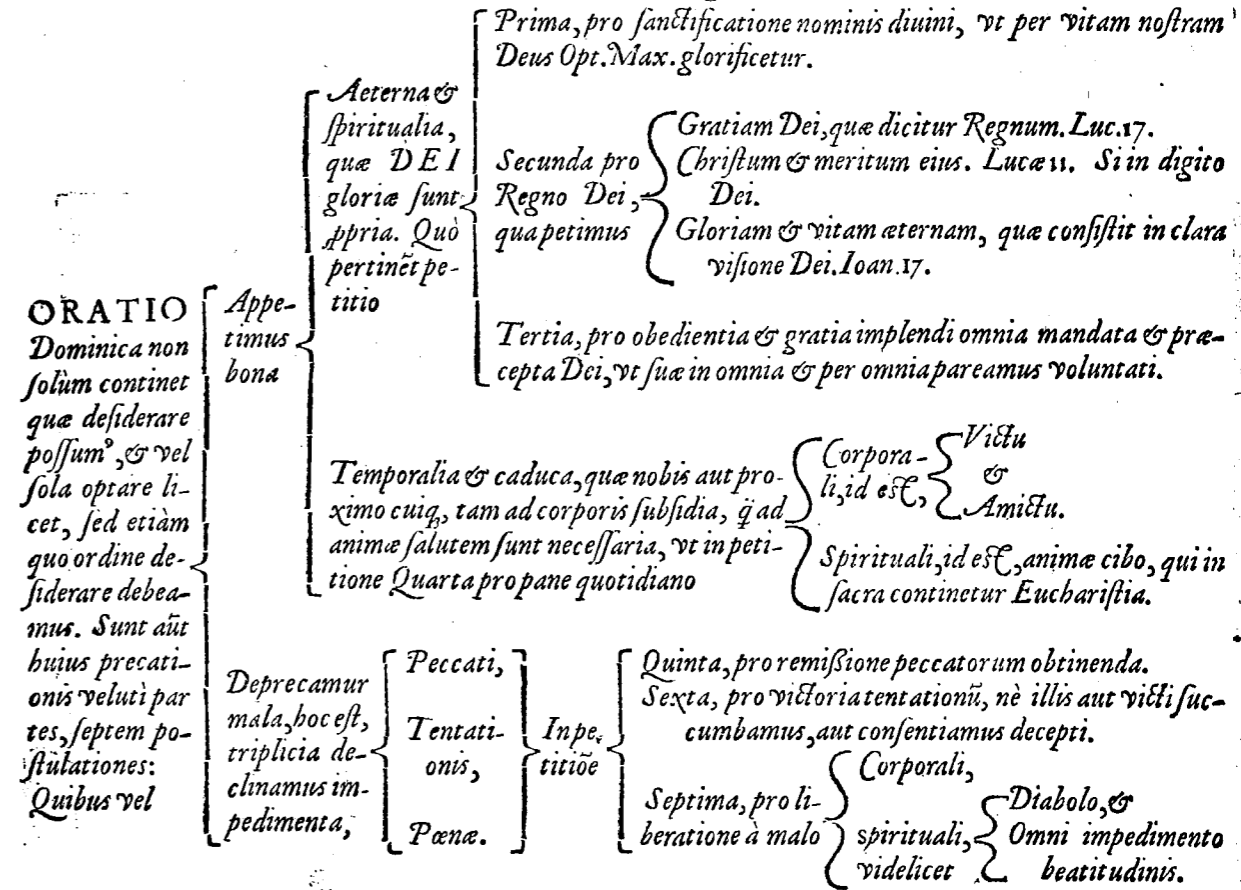 ORATIO
Dominica non
ſolùm continet
quæ deſiderare
poſſumꝰ, & vel
ſola optare li-
cet, ſed etiàm
quo ordine de-
ſiderare debea-
mus. Sunt aūt
huius precati-
onis velutì par
tes, ſeptem po-
ſtulationes:
Quibus vel
Appe-
timus
bona
Aeterna &
ſpiritualia,
quæ DEI
gloriæ ſunt
ꝓpria. Quò
pertinēt pe-
titio
Prima, pro ſanctificatione nominis diuini, vt per vitam noſtram
Deus Opt. Max. glorificetur.
Secunda pro
Regno Dei,
qua petimus
Gratiam Dei, quæ dicitur Regnum. Luc. 17.
Chriſtum & meritum eius. Lucæ 11. Si in digito
Dei.
Gloriam & vitam æternam, quæ conſiſtit in clara
viſione Dei. Ioan. 17.
Tertia, pro obedientia & gratia implendi omnia mandata & præ-
cepta Dei, vt ſuæ in omnia & per omnia pareamus voluntati.
Temporalia & caduca, quæ nobis aut pro-
ximo cuiq;, tam ad corporis ſubſidia, q̈ ad
animæ ſalutem ſunt neceſſaria, vt in peti-
tione Quarta pro pane quotidiano
Corpora-
li, id eſt,
Victu
&
Amictu.
Spirituali, id eſt, animæ cibo, qui in
ſacra continetur Euchariſtia.
Deprecamur
mala, hoc eſt,
triplicia de-
clinamus im-
pedimenta,
Peccati,
Tentati-
onis,
Pœnæ.
In pe-
titiōe
Quinta, pro remiſsione peccatorum obtinenda.
Sexta, pro victoria tentationū, nè illis aut victi ſuc-
cumbamus, aut conſentiamus decepti.
Septima, pro li-
beratione à malo
Corporali,
spirituali,
videlicet
Diabolo, &
Omni impedimento
beatitudinis.